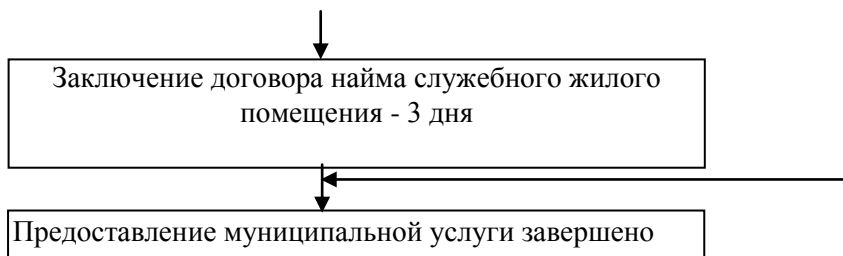 Заключение договора найма служебного жилого
помещения - 3 дня
Предоставление муниципальной услуги завершено